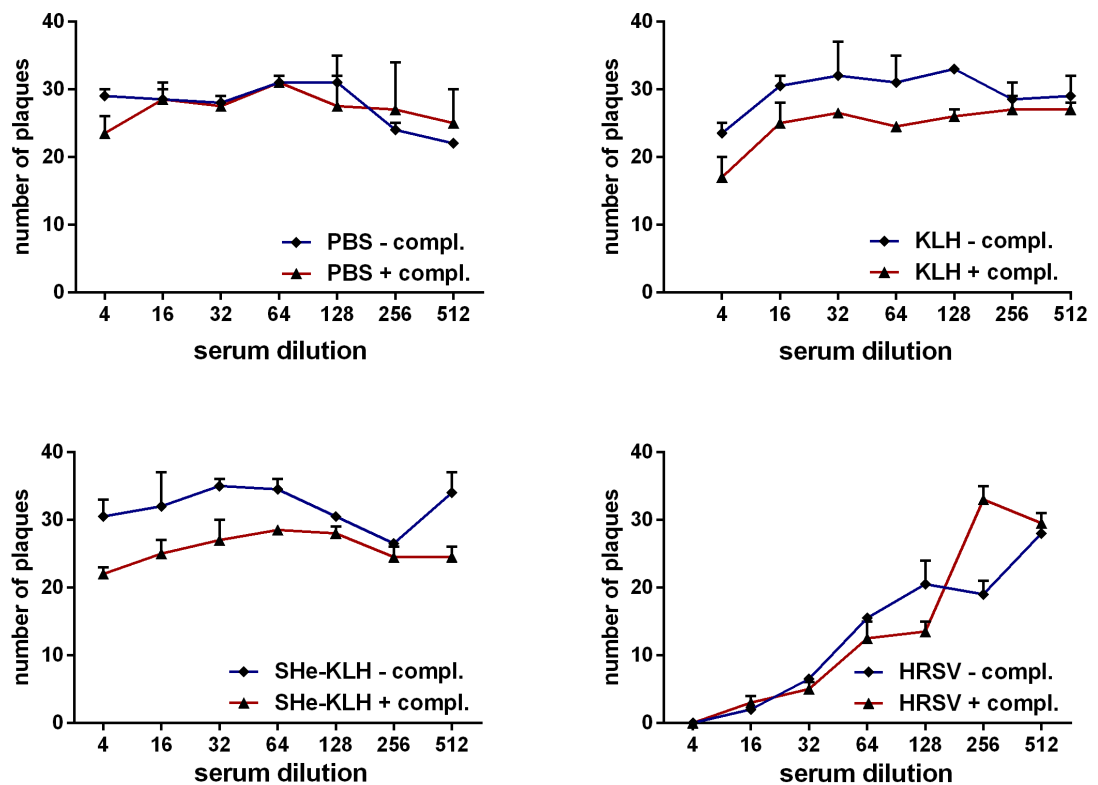 number of plaques
40
30
20
10
0
PBS - compl.
PBS + compl.
4 16 32 64 128 256 512
serum dilution
number of plaques
40
30
20
10
0
KLH - compl.
KLH + compl.
4 16 32 64 128 256 512
serum dilution
number of plaques
40
30
20
10
0
SHe-KLH - compl.
SHe-KLH + compl.
4 16 32 64 128 256 512
serum dilution
number of plaques
40
30
20
10
0
HRSV - compl.
HRSV + compl.
4 16 32 64 128 256 512
serum dilution